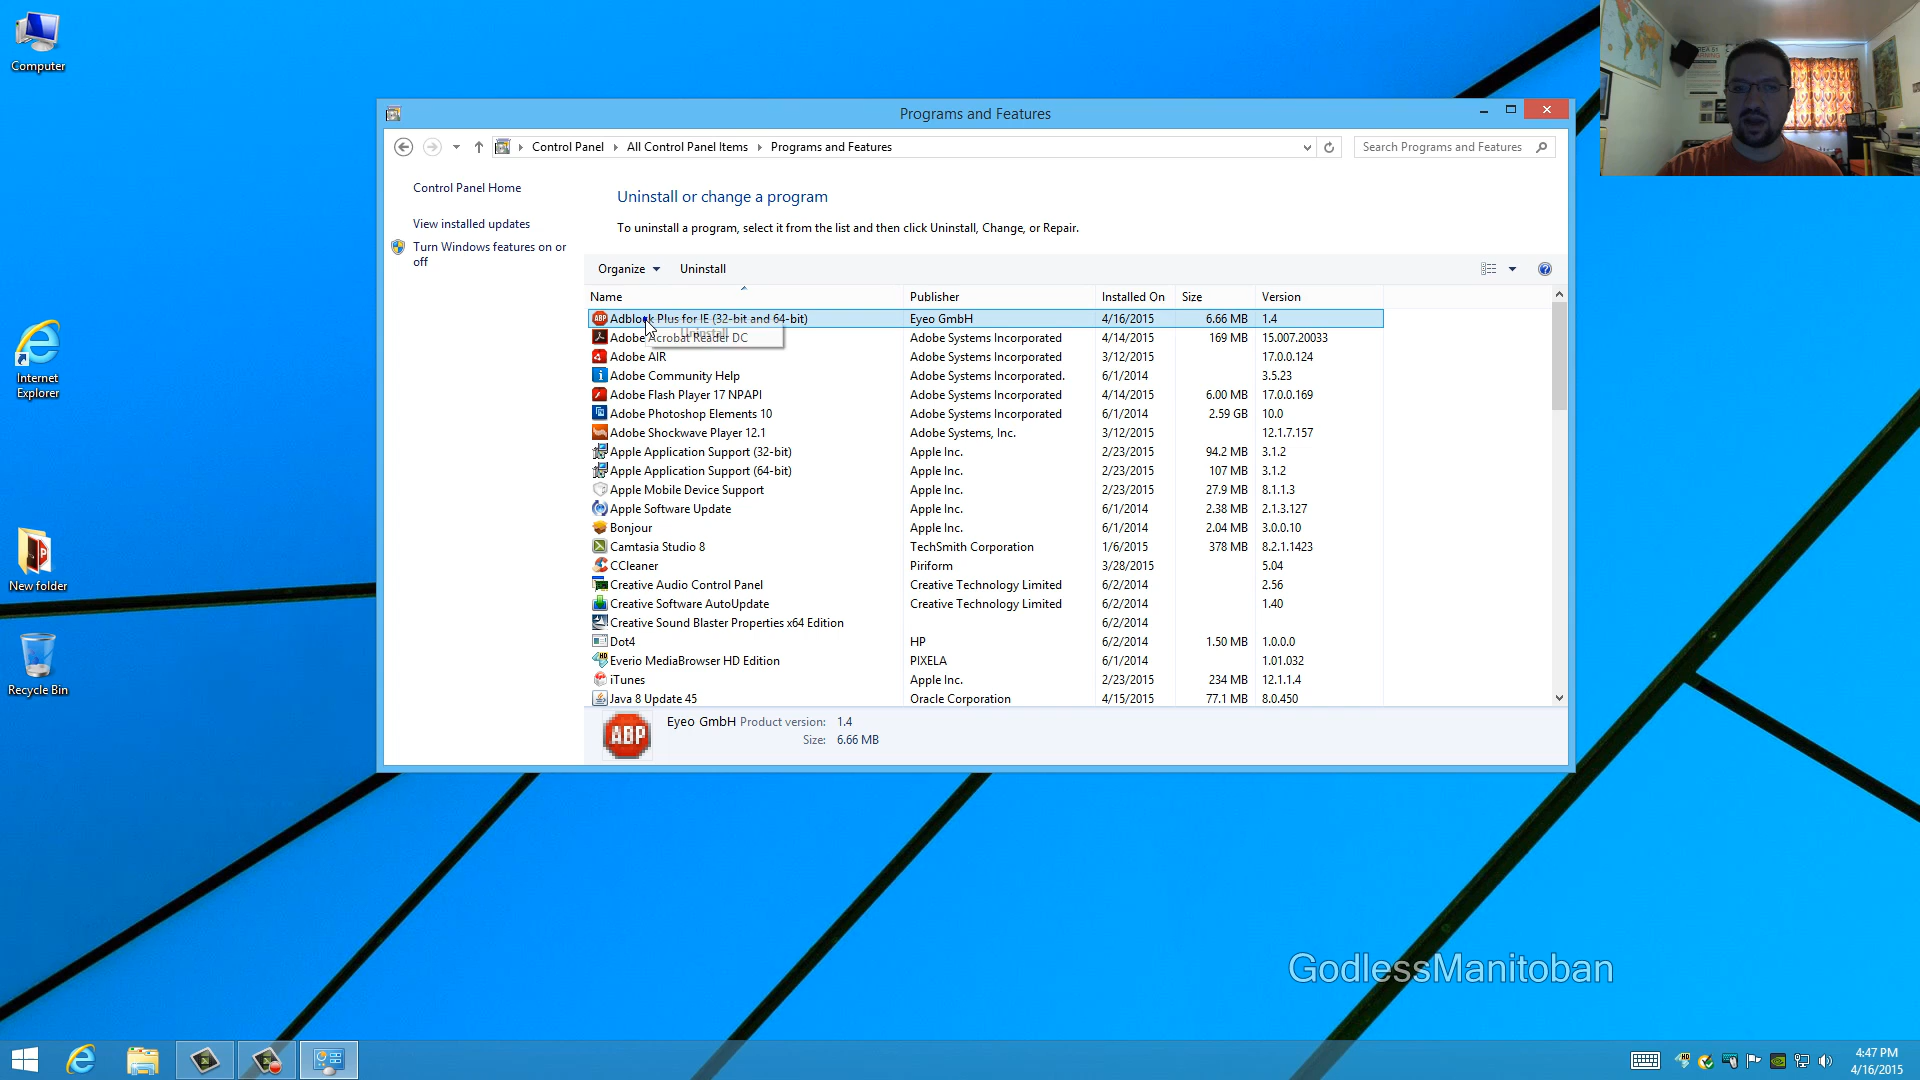 Computer
Internet
Explorer
New folder
Recycle Bin
Programs and Features
Control Panel
All Control Panel Items
Programs and Features
Search Programs and Features
Control Panel Home
View installed updates
Turn Windows features on or
off
Uninstall or change a program
To uninstall a program, select it from the list and then click Uninstall, Change, or Repair.
Organize
Uninstall
Name Publisher Installed On Size Version
Adblock Plus for IE (32-bit and 64-bit) Eyeo GmbH 4/16/2015 6.66 MB 1.4
Uninstall
Adobe Acrobat Reader DC Adobe Systems Incorporated 4/14/2015 169 MB 15.007.20033
Adobe AIR Adobe Systems Incorporated 3/12/2015 17.0.0.124
Adobe Community Help Adobe Systems Incorporated. 6/1/2014 3.5.23
Adobe Flash Player 17 NPAPI Adobe Systems Incorporated 4/14/2015 6.00 MB 17.0.0.169
Adobe Photoshop Elements 10 Adobe Systems Incorporated 6/1/2014 2.59 GB 10.0
Adobe Shockwave Player 12.1 Adobe Systems, Inc. 3/12/2015 12.1.7.157
Apple Application Support (32-bit) Apple Inc. 2/23/2015 94.2 MB 3.1.2
Apple Application Support (64-bit) Apple Inc. 2/23/2015 107 MB 3.1.2
Apple Mobile Device Support Apple Inc. 2/23/2015 27.9 MB 8.1.1.3
Apple Software Update Apple Inc. 6/1/2014 2.38 MB 2.1.3.127
Bonjour Apple Inc. 6/1/2014 2.04 MB 3.0.0.10
Camtasia Studio 8 TechSmith Corporation 1/6/2015 378 MB 8.2.1.1423
CCleaner Piriform 3/28/2015 5.04
Creative Audio Control Panel Creative Technology Limited 6/2/2014 2.56
Creative Software AutoUpdate Creative Technology Limited 6/2/2014 1.40
Creative Sound Blaster Properties x64 Edition 6/2/2014
Dot4 HP 6/2/2014 1.50 MB 1.0.0.0
Everio MediaBrowser HD Edition PIXELA 6/1/2014 1.01.032
iTunes Apple Inc. 2/23/2015 234 MB 12.1.1.4
Java 8 Update 45 Oracle Corporation 4/15/2015 77.1 MB 8.0.450
ABP
Eyeo GmbH Product version: 1.4
Size: 6.66 MB
GodlessManitoban
4:47 PM
4/16/2015